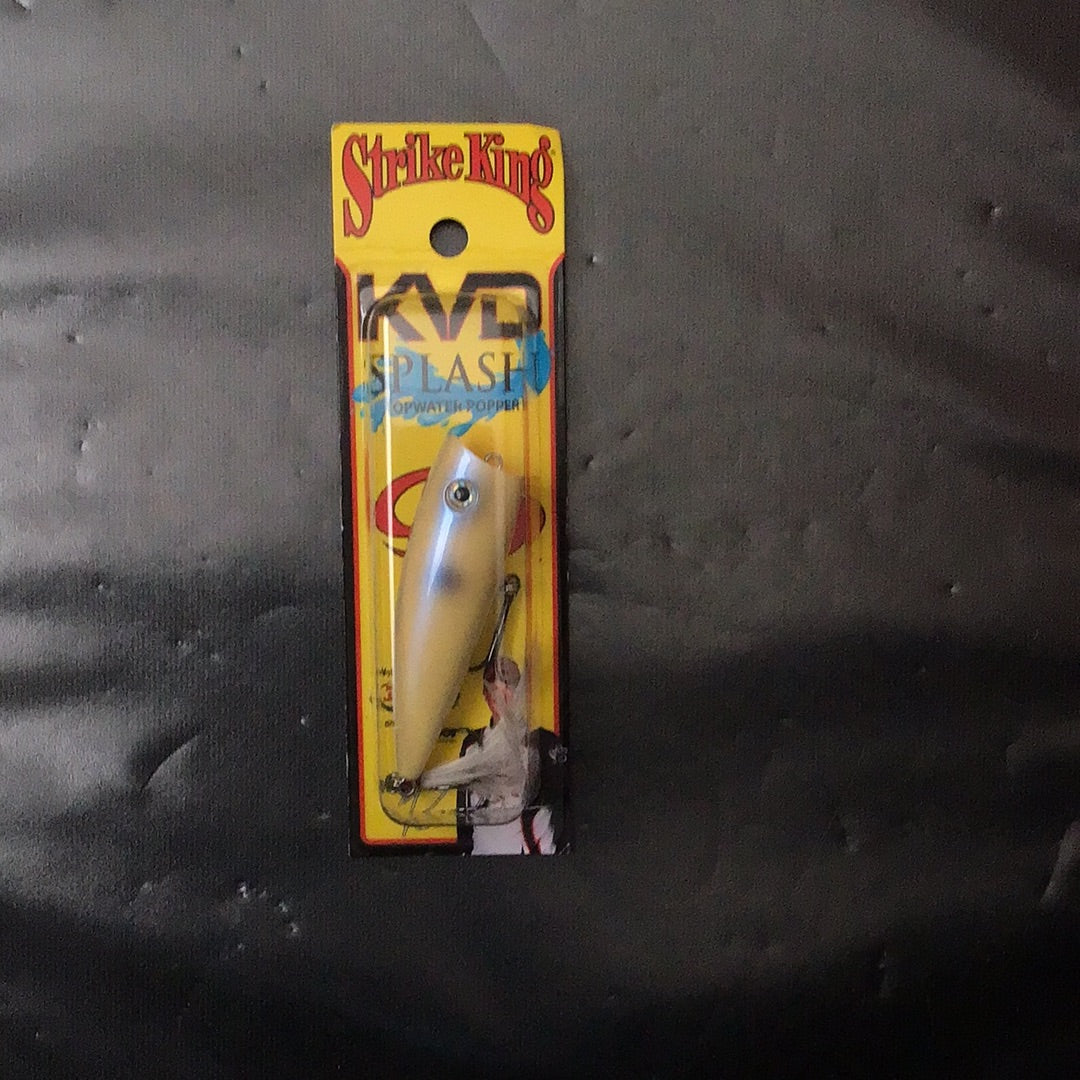 Strike King
KVD
SPLASH
OPWATER POPPER